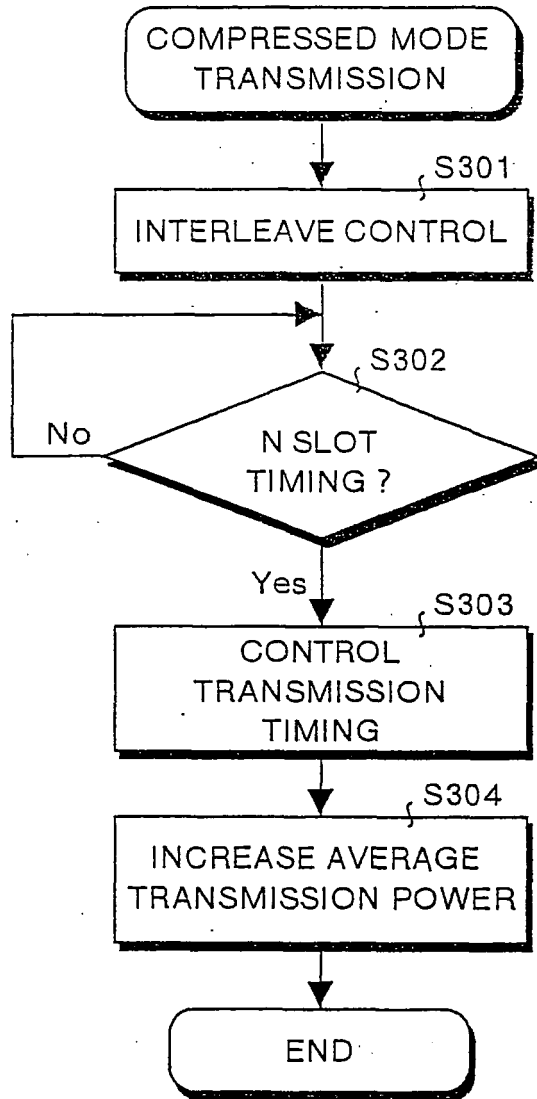 COMPRESSED MODE
TRANSMISSION
S301
INTERLEAVE CONTROL
S302
No
N SLOT
TIMING ?
Yes
S303
CONTROL
TRANSMISSION
TIMING
S304
INCREASE AVERAGE
TRANSMISSION POWER
END